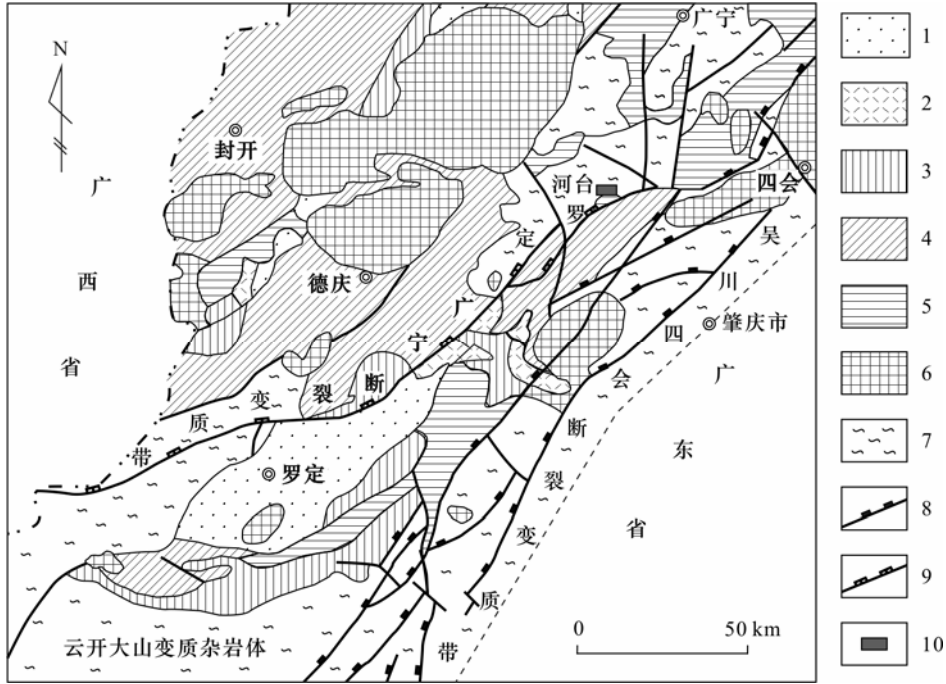 N
广宁
封开
河台
四会
广西省
德庆
肇庆市
罗定广宁断裂变质带
吴川四会断裂变质带
广东省
罗定
云开大山变质杂岩体
0 50 km
1
2
3
4
5
6
7
8
9
10